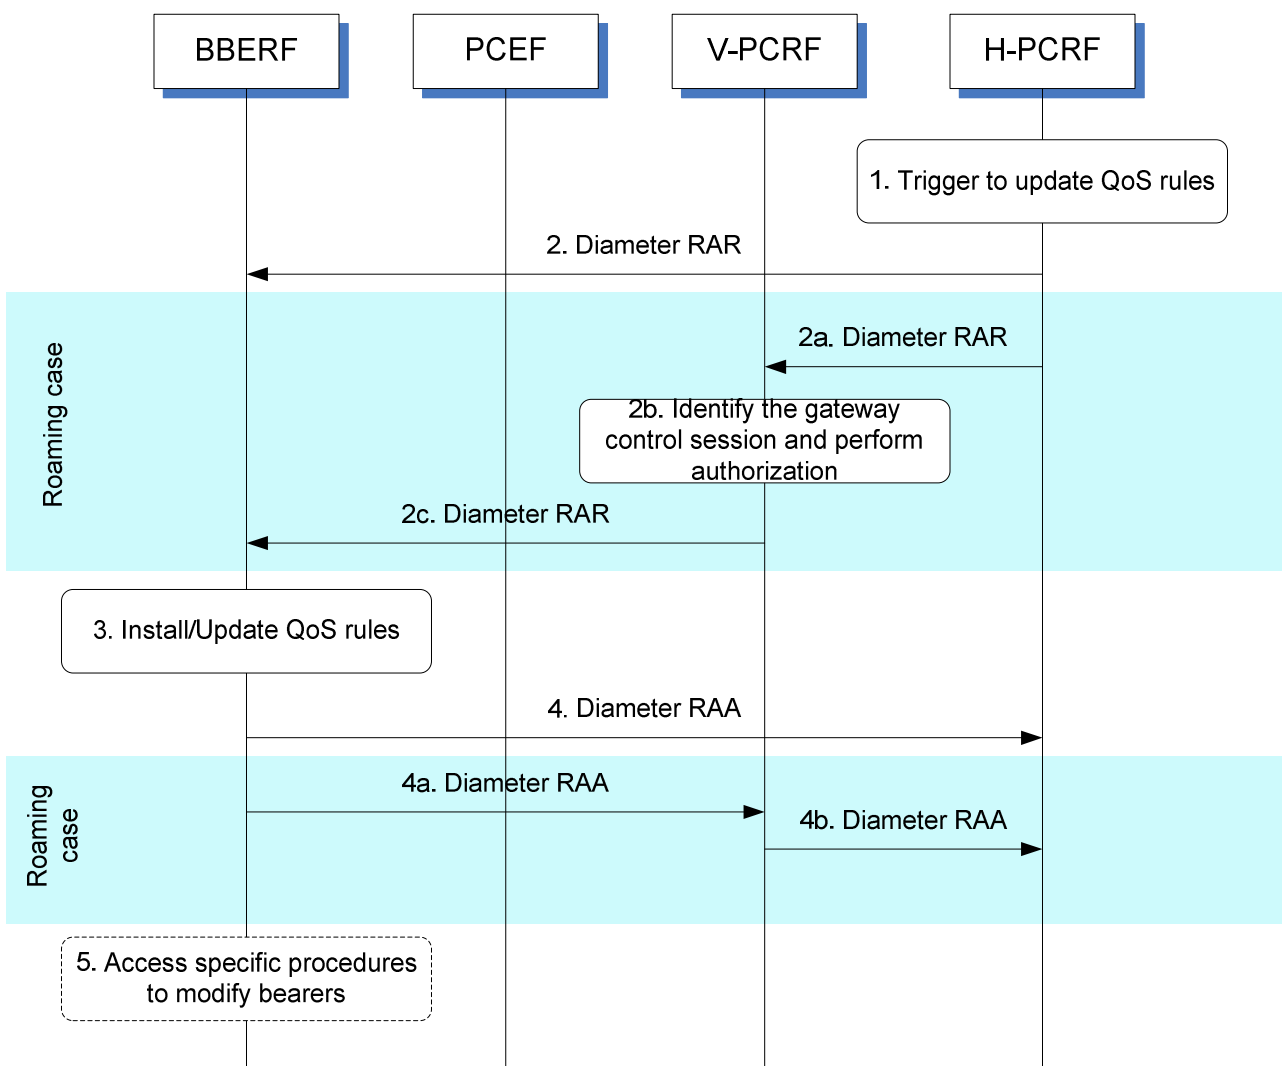 BBERF
PCEF
V-PCRF
H-PCRF
1. Trigger to update QoS rules
2. Diameter RAR
Roaming case
2a. Diameter RAR
2b. Identify the gateway
control session and perform
authorization
2c. Diameter RAR
3. Install/Update QoS rules
4. Diameter RAA
Roaming
case
4a. Diameter RAA
4b. Diameter RAA
5. Access specific procedures
to modify bearers